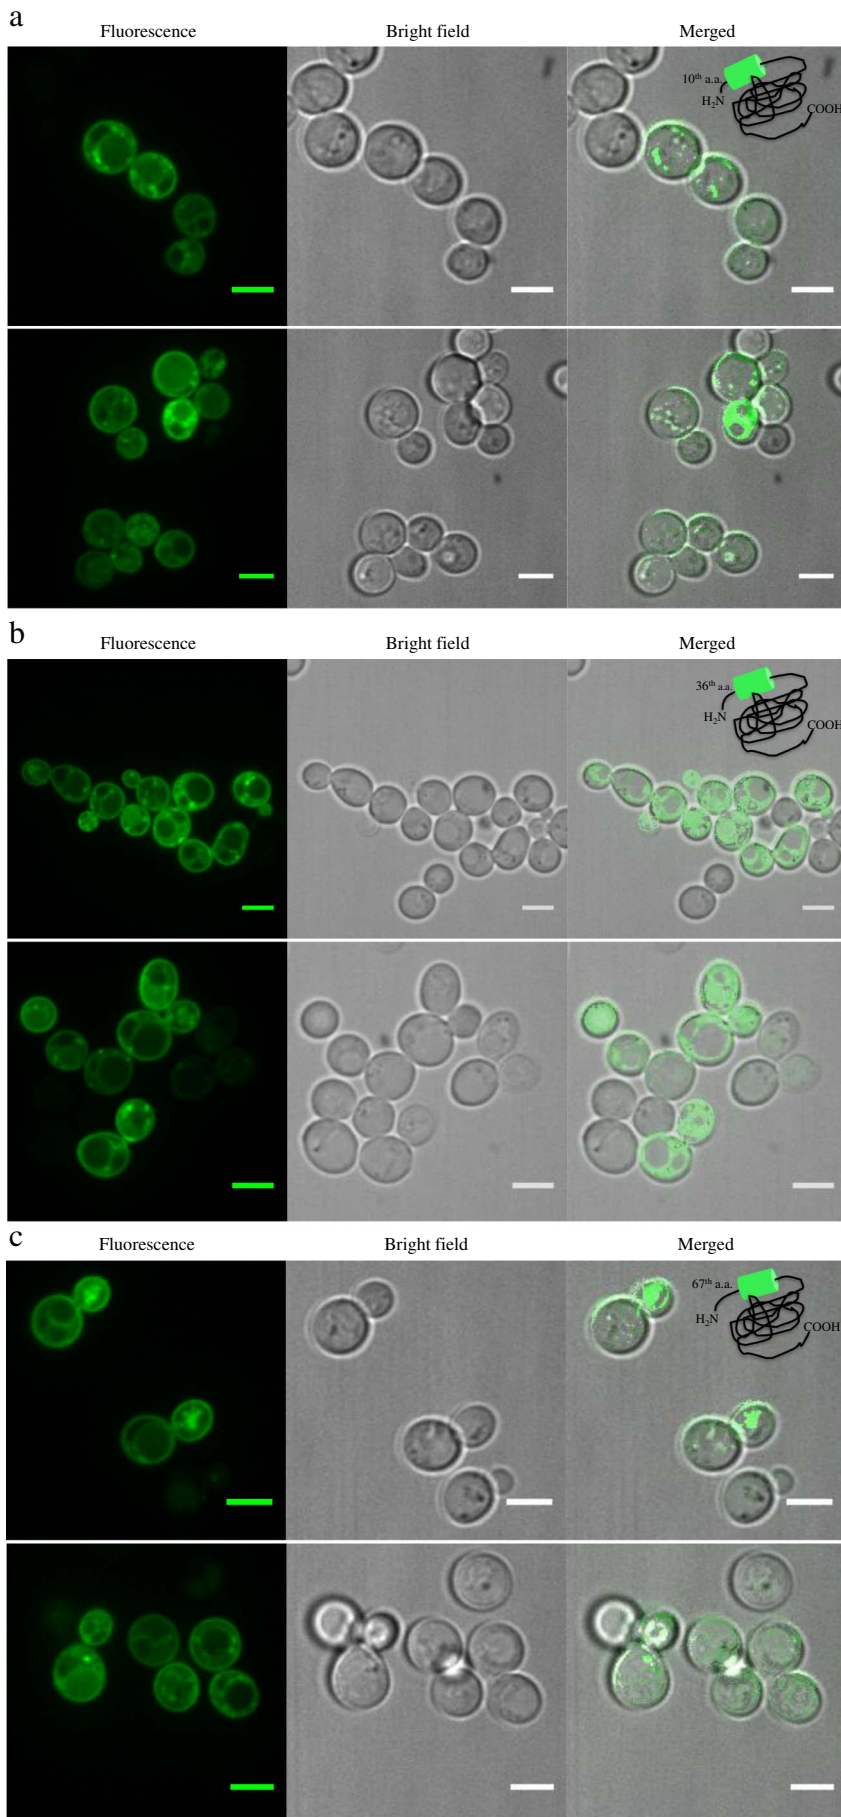 a
Fluorescence Bright field Merged
10th a.a.
H2N
COOH
b
Fluorescence Bright field Merged
36th a.a.
H2N
COOH
c
Fluorescence Bright field Merged
67th a.a.
H2N
COOH